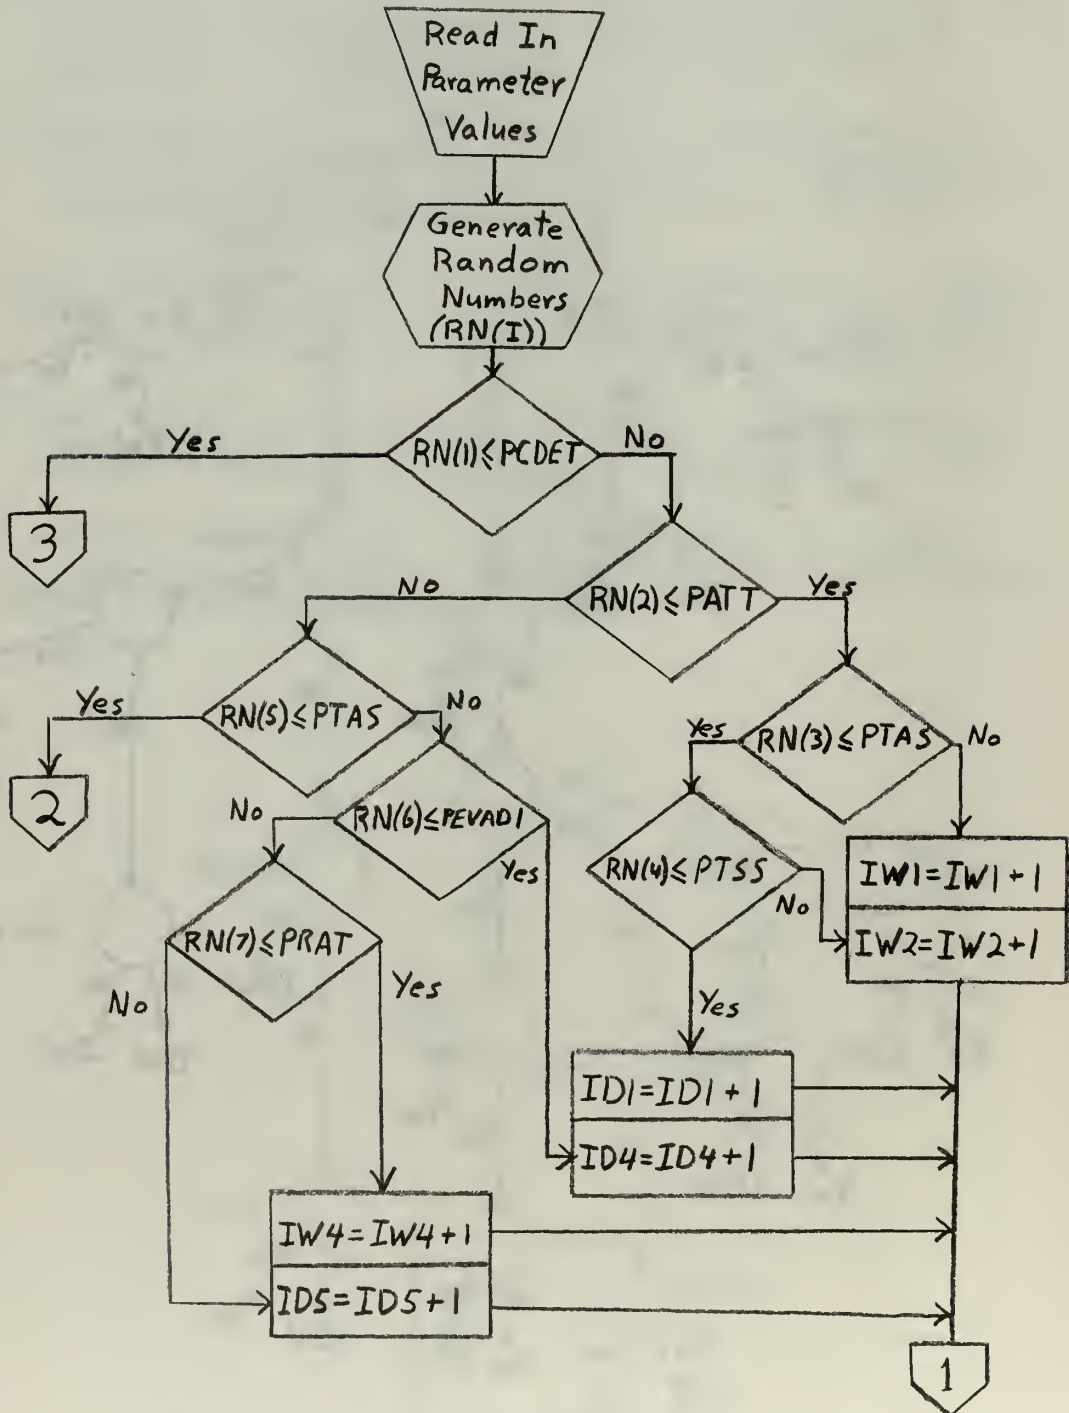 Read In
Parameter
Values
Generate
Random
Numbers
(RN(I))
RN(1)≤PCDET
Yes
No
3
RN(2)≤PATT
No
Yes
RN(5)≤PTAS
Yes
No
RN(3)≤PTAS
Yes
No
2
RN(6)≤PEVAD1
No
Yes
RN(4)≤PTSS
No
Yes
IW1=IW1+1
IW2=IW2+1
RN(7)≤PRAT
No
Yes
ID1=ID1+1
ID4=ID4+1
IW4=IW4+1
ID5=ID5+1
1